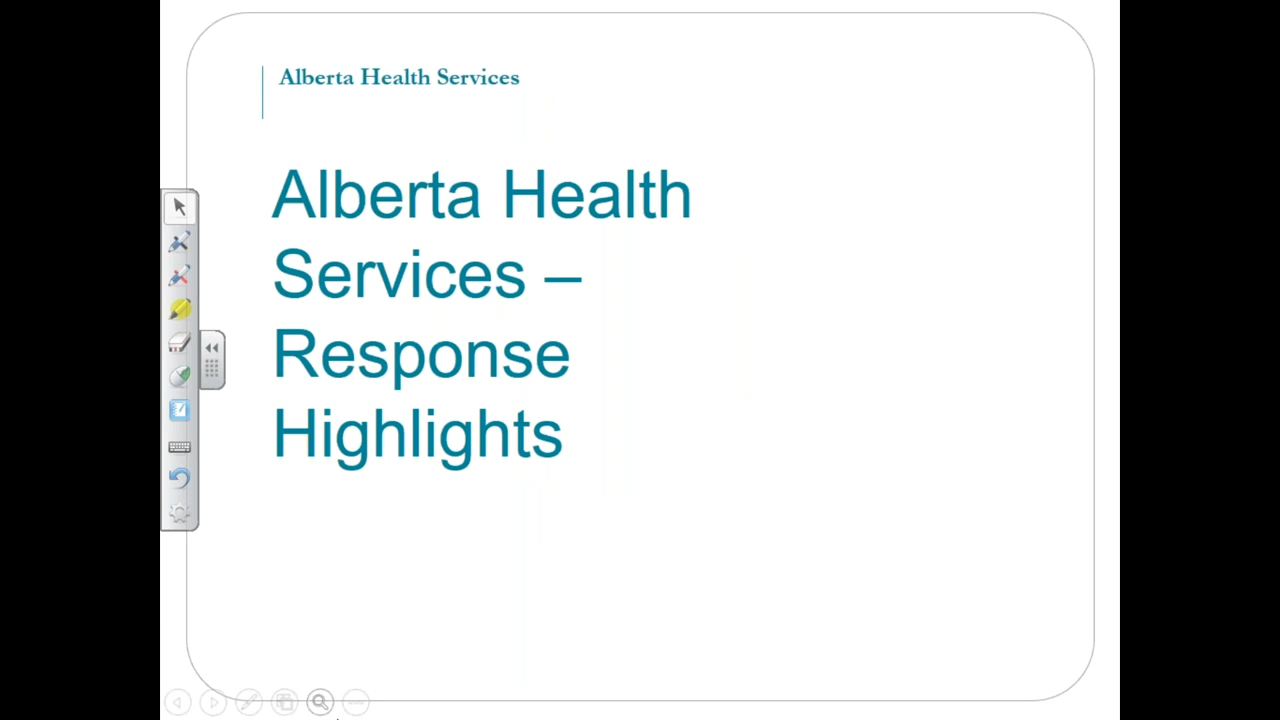 Alberta Health Services
Alberta Health
Services –
Response
Highlights